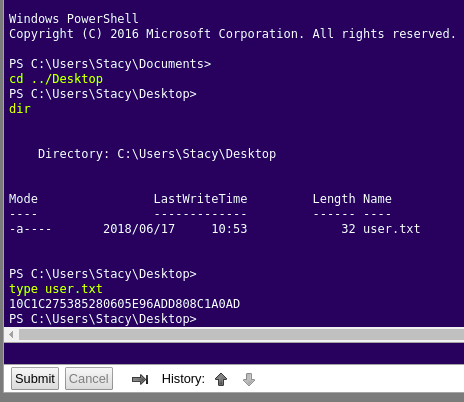 Windows PowerShell
Copyright (C) 2016 Microsoft Corporation. All rights reserved.
PS C:\Users\Stacy\Documents>
cd ../Desktop
PS C:\Users\Stacy\Desktop>
dir
Directory: C:\Users\Stacy\Desktop
Mode LastWriteTime Length Name
---- ------------- ------ ----
-a---- 2018/06/17 10:53 32 user.txt
PS C:\Users\Stacy\Desktop>
type user.txt
10C1C275385280605E96ADD808C1A0AD
PS C:\Users\Stacy\Desktop>
Submit Cancel History: